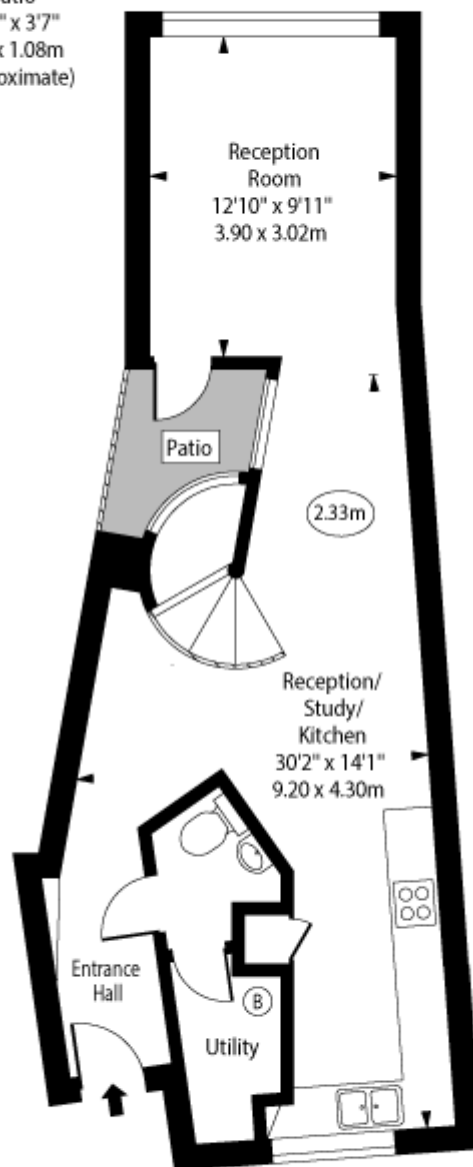 " x 3'7"
x 1.08m
Reception
Room
12'10" x 9'11"
3.90 x 3.02m
Patio
2.33m
Reception/
Study/
Kitchen
30'2" x 14'1"
9.20 x 4.30m
Entrance
Hall
B
Utility